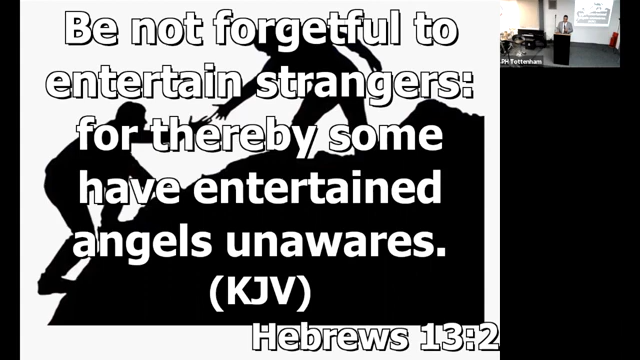 Be not forgetful to
entertain strangers:
for thereby some
have entertained
angels unawares.
(KJV)
Hebrews 13:2
PH Tottenham